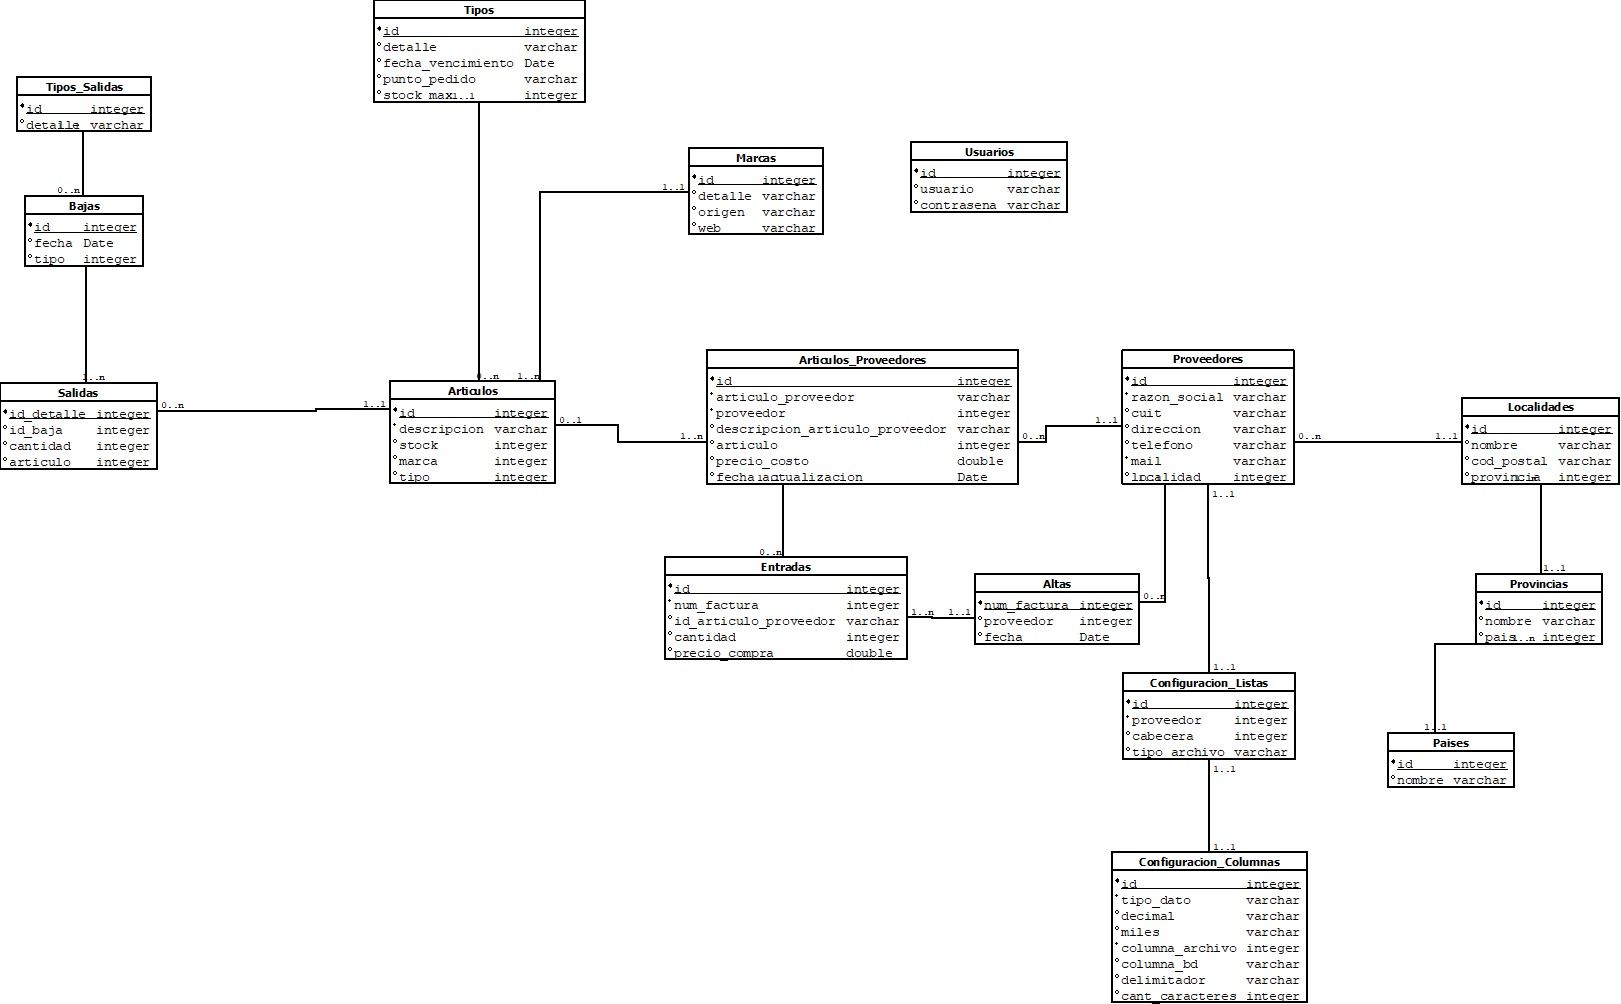 Tipos
id integer
detalle varchar
fecha_vencimiento Date
punto_pedido varchar
stock_max integer
1..1
Tipos_Salidas
id integer
detalle varchar
0..n
Bajas
id integer
fecha Date
tipo integer
1..n
Salidas
id_detalle integer
id_baja integer
cantidad integer
articulo integer
0..n
1..1
Marcas
id integer
detalle varchar
origen varchar
web varchar
1..1
Usuarios
id integer
usuario varchar
contrasena varchar
0..n
1..n
Articulos
id integer
descripcion varchar
stock integer
marca integer
tipo integer
0..1
1..n
Articulos_Proveedores
id integer
articulo_proveedor varchar
proveedor integer
descripcion_articulo_proveedor varchar
articulo integer
precio_costo double
fecha_actualizacion Date
0..n
1..1
Proveedores
id integer
razon_social varchar
cuit varchar
direccion varchar
telefono varchar
mail varchar
localidad integer
0..n
1..1
Localidades
id integer
nombre varchar
cod_postal varchar
provincia integer
1..n
1..1
0..n
Entradas
id integer
num_factura integer
id_articulo_proveedor varchar
cantidad integer
precio_compra double
1..n
1..1
Altas
num_factura integer
proveedor integer
fecha Date
0..n
1..1
Provincias
id integer
nombre varchar
pais integer
1..n
1..1
Configuracion_Listas
id integer
proveedor integer
cabecera integer
tipo_archivo varchar
1..1
1..1
Paises
id integer
nombre varchar
1..1
Configuracion_Columnas
id integer
tipo_dato varchar
decimal varchar
miles varchar
columna_archivo integer
columna_bd varchar
delimitador varchar
cant_caracteres integer